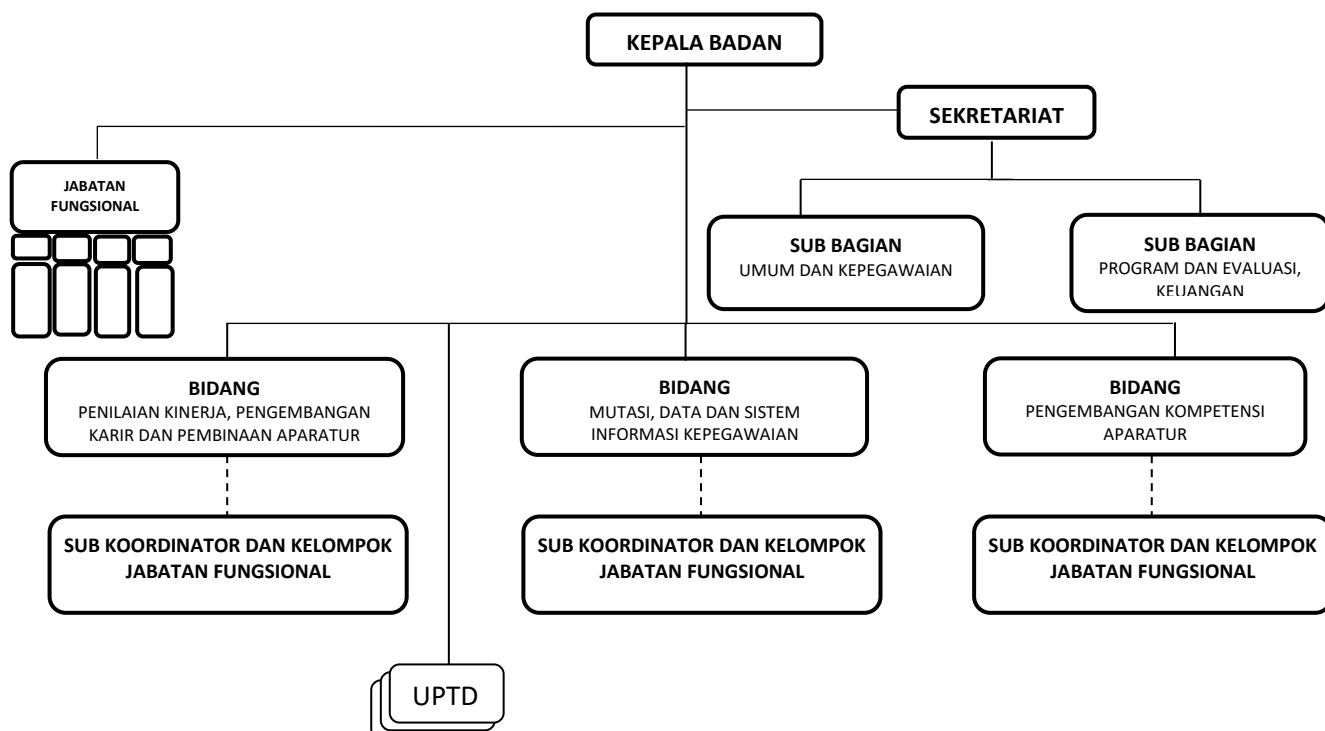 KEPALA BADAN
SEKRETARIAT
JABATAN
FUNGSIONAL
SUB BAGIAN
UMUM DAN KEPEGAWAIAN
SUB BAGIAN
PROGRAM DAN EVALUASI,
KEUANGAN
BIDANG
PENILAIAN KINERJA, PENGEMBANGAN
KARIR DAN PEMBINAAN APARATUR
BIDANG
MUTASI, DATA DAN SISTEM
INFORMASI KEPEGAWAIAN
BIDANG
PENGEMBANGAN KOMPETENSI
APARATUR
SUB KOORDINATOR DAN KELOMPOK
JABATAN FUNGSIONAL
SUB KOORDINATOR DAN KELOMPOK
JABATAN FUNGSIONAL
SUB KOORDINATOR DAN KELOMPOK
JABATAN FUNGSIONAL
UPTD